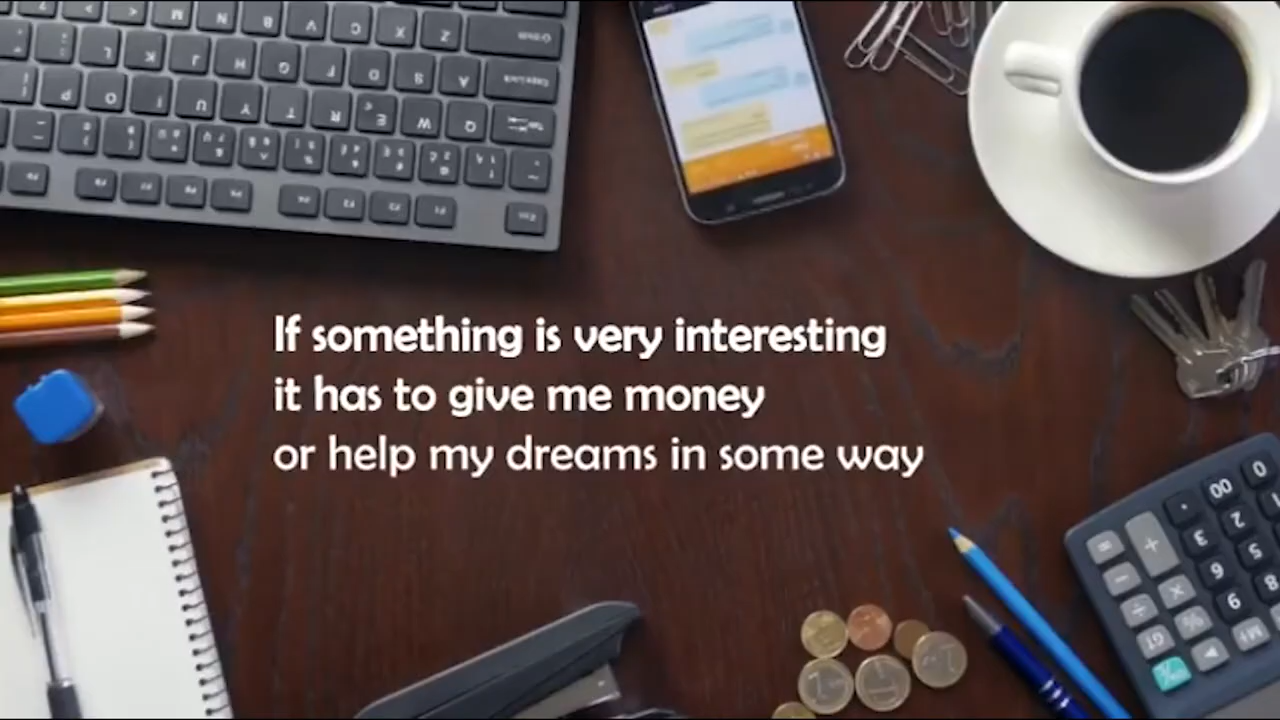 If something is very interesting
it has to give me money
or help my dreams in some way